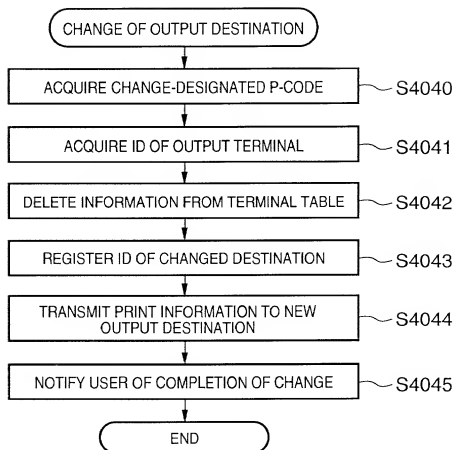 CHANGE OF OUTPUT DESTINATION
ACQUIRE CHANGE-DESIGNATED P-CODE
S4040
ACQUIRE ID OF OUTPUT TERMINAL
S4041
DELETE INFORMATION FROM TERMINAL TABLE
S4042
REGISTER ID OF CHANGED DESTINATION
S4043
TRANSMIT PRINT INFORMATION TO NEW
OUTPUT DESTINATION
S4044
NOTIFY USER OF COMPLETION OF CHANGE
S4045
END